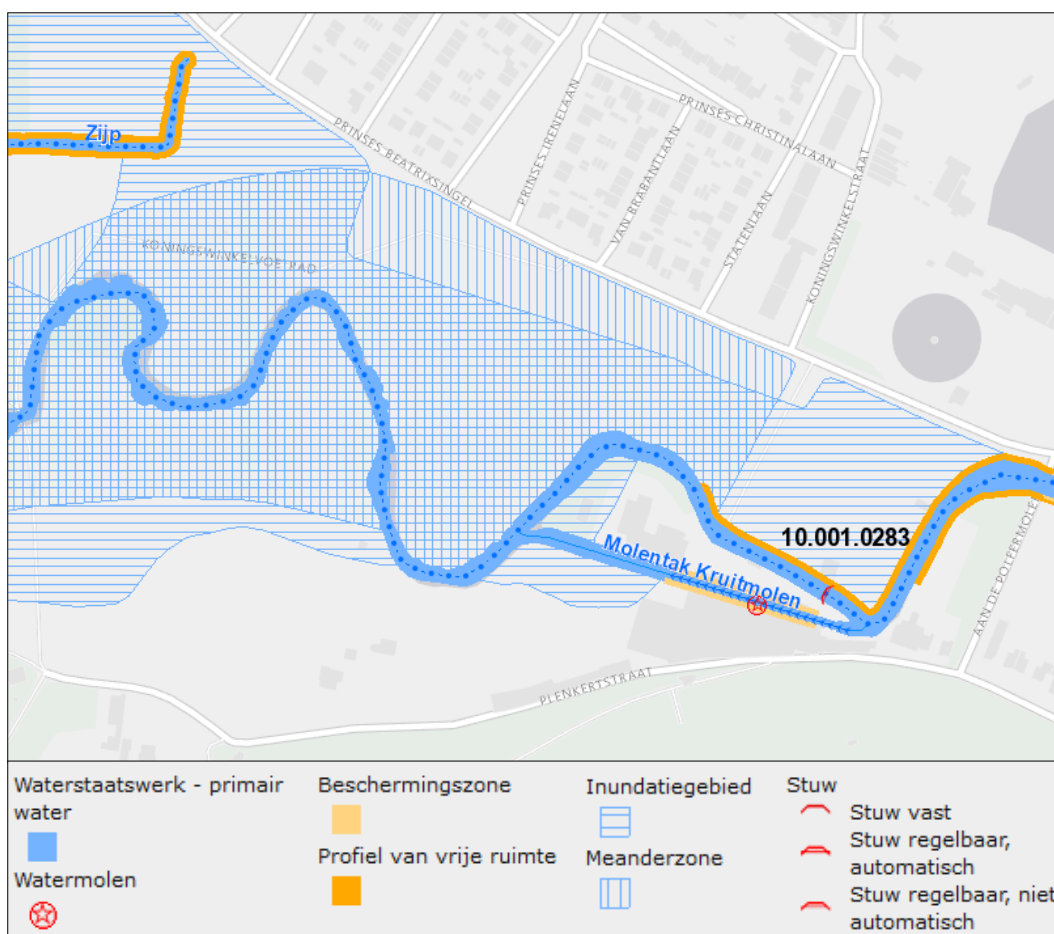 Zijp
PRINSES BEATRIXSINGEL
PRINSES IRENELAAN
PRINSES CHRISTINALAAN
VAN BRABANTLAAN
STATENLAAN
KONINGSWINKELSTRAAT
KONINGSWINKELVOETPAD
10.001.0283
Molentak Kruitmolen
AAN DE POLFERMOLEN
PLENKERTSTRAAT
Waterstaatswerk - primair
water
Watermolen
Beschermingszone
Profiel van vrije ruimte
Inundatiegebied
Meanderzone
Stuw
Stuw vast
Stuw regelbaar,
automatisch
Stuw regelbaar, niet
automatisch